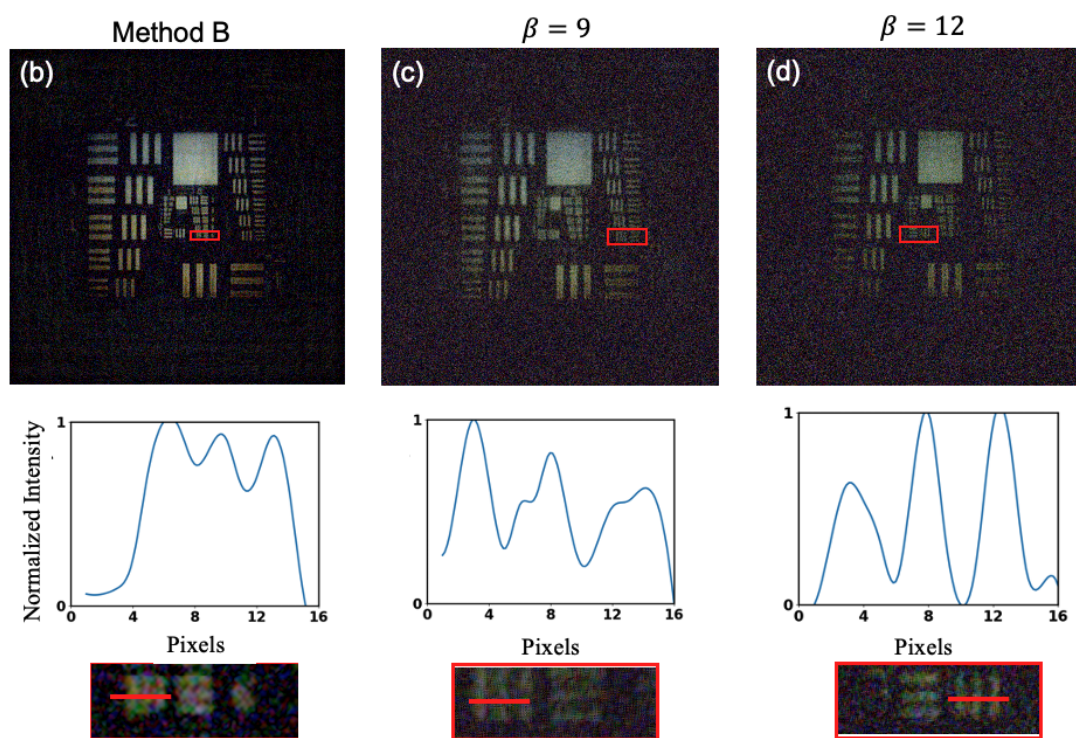 Method B
β = 9
β = 12
(b)
(c)
(d)
-2
Normalized Intensity
1
0
0
4
8
12
16
Pixels
1
0
0
4
8
12
16
Pixels
1
0
0
4
8
12
16
Pixels